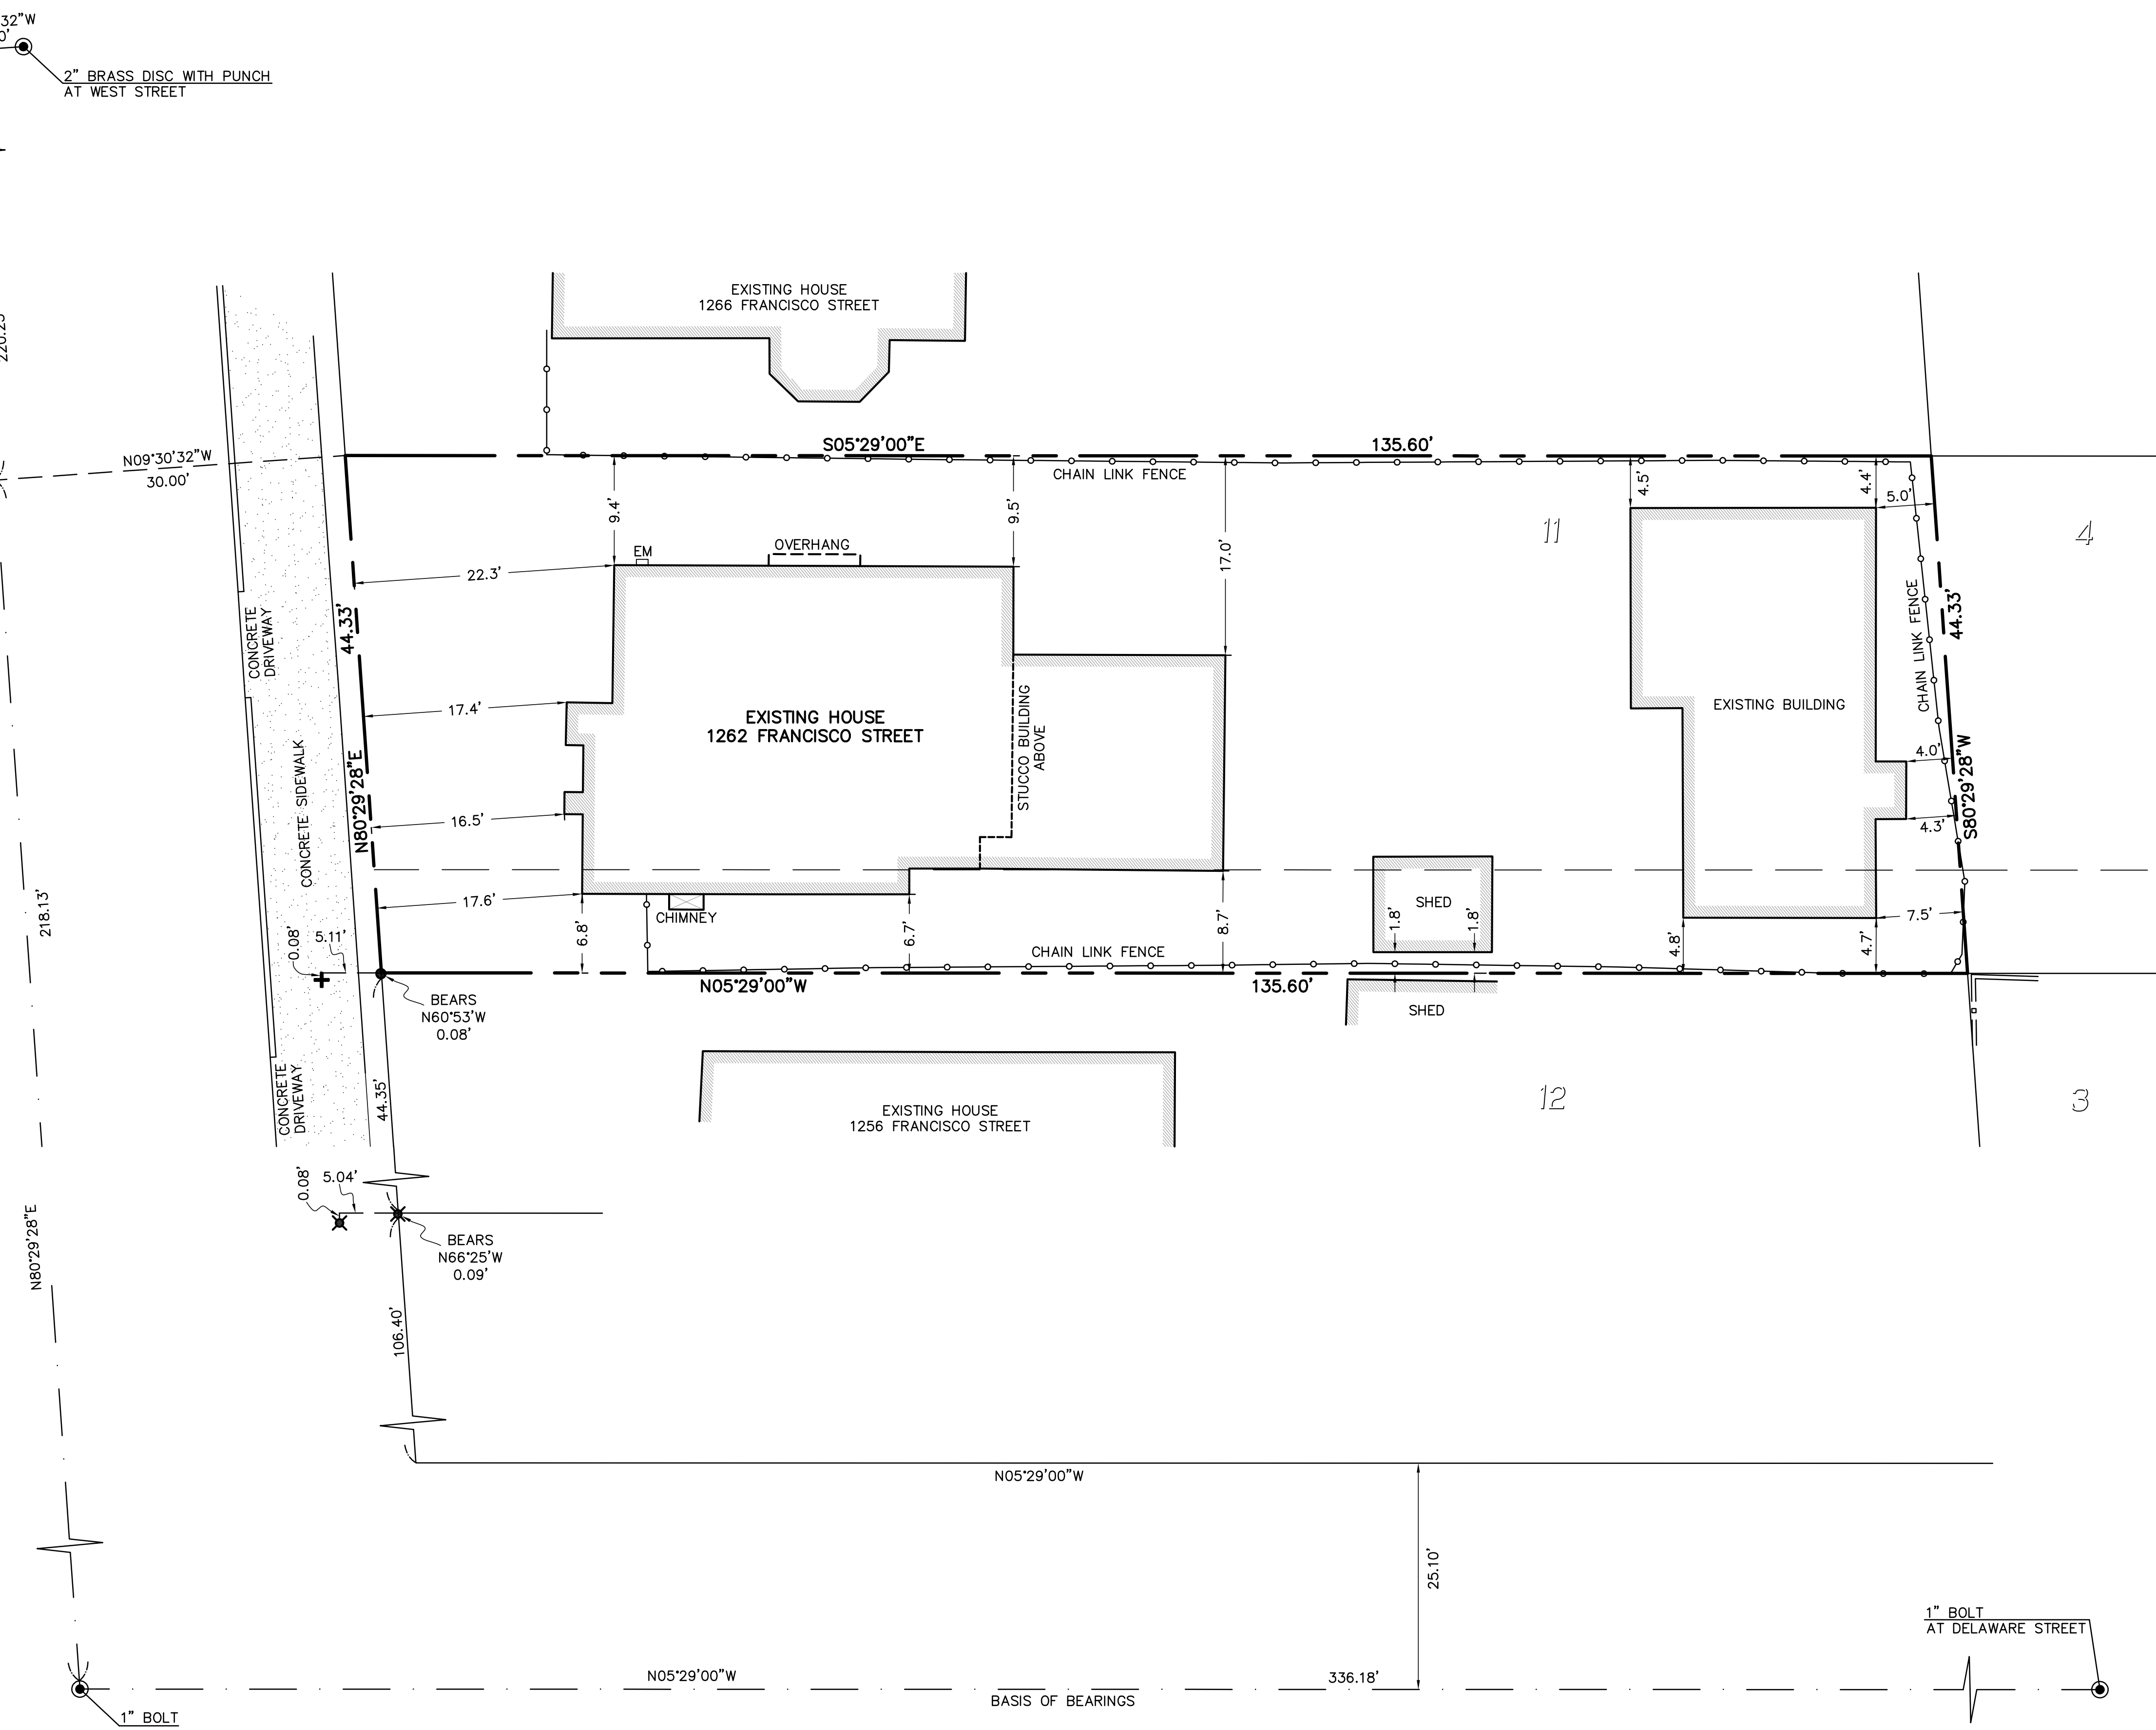 32"W
0'
2" BRASS DISC WITH PUNCH
AT WEST STREET
EXISTING HOUSE
1266 FRANCISCO STREET
N09°30'32"W
30.00'
S05°29'00"E
135.60'
CHAIN LINK FENCE
9.4'
9.5'
17.0'
4.5'
4.4'
5.0'
11
4
EM
OVERHANG
22.3'
44.33'
CONCRETE
DRIVEWAY
17.4'
EXISTING HOUSE
1262 FRANCISCO STREET
STUCCO BUILDING
ABOVE
EXISTING BUILDING
CHAIN LINK FENCE
44.33'
4.0'
S80°29'28"W
4.3'
CONCRETE SIDEWALK
N80°29'28"E
16.5'
17.6'
6.8'
CHIMNEY
6.7'
8.7'
SHED
1.8'
1.8'
4.8'
4.7'
7.5'
218.13'
0.08'
5.11'
CHAIN LINK FENCE
N05°29'00"W
135.60'
BEARS
N60°53'W
0.08'
SHED
CONCRETE
DRIVEWAY
44.35'
EXISTING HOUSE
1256 FRANCISCO STREET
12
3
0.08'
5.04'
BEARS
N66°25'W
0.09'
N80°29'28"E
106.40'
N05°29'00"W
25.10'
1" BOLT
AT DELAWARE STREET
N05°29'00"W
336.18'
BASIS OF BEARINGS
1" BOLT